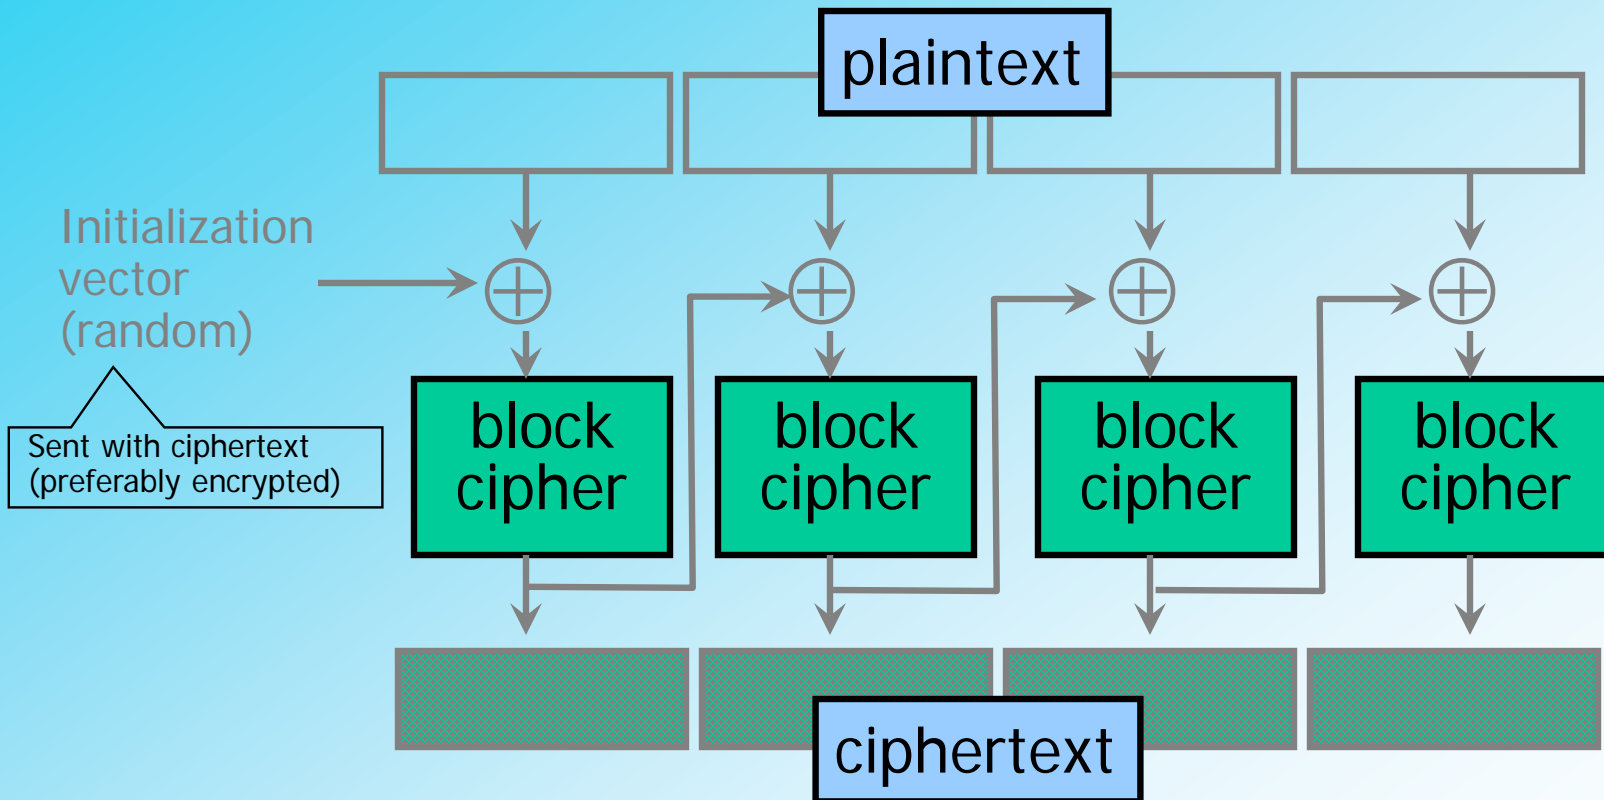 plaintext
Initialization
vector
(random)
Sent with ciphertext
(preferably encrypted)
block
cipher
block
cipher
block
cipher
block
cipher
ciphertext